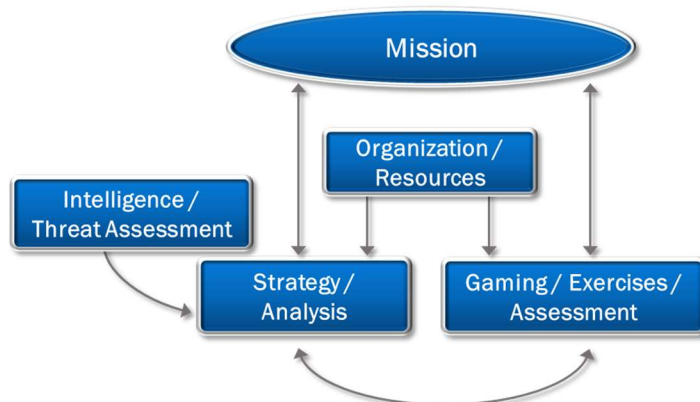 Mission
Organization /
Resources
Intelligence /
Threat Assessment
Strategy /
Analysis
Gaming / Exercises /
Assessment